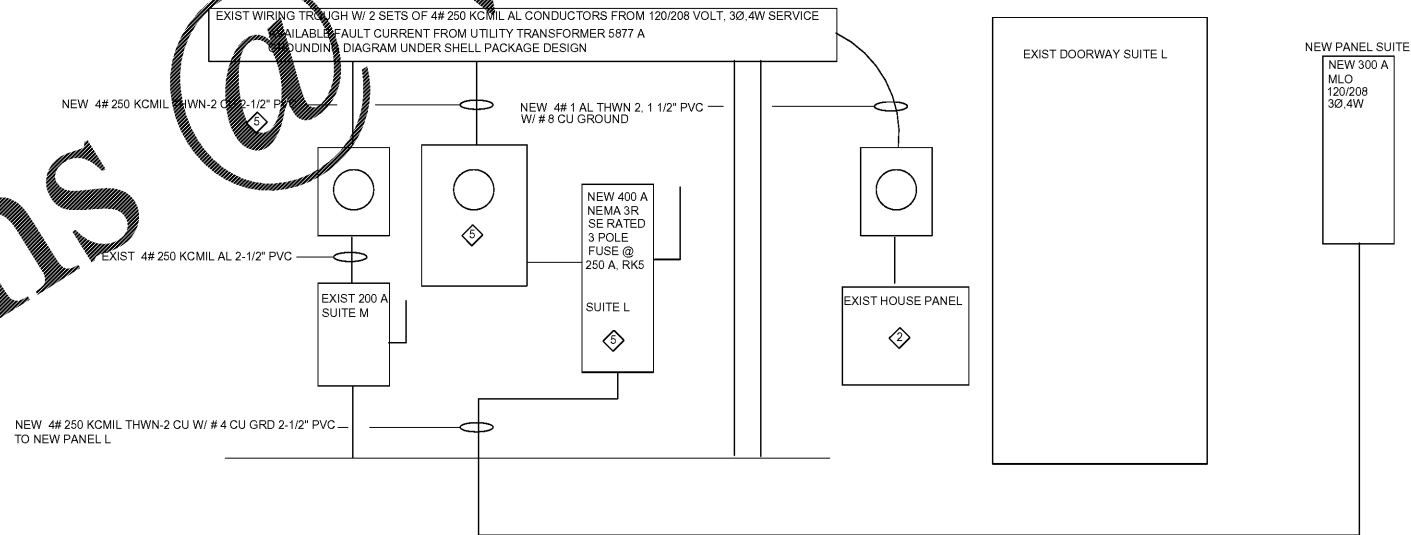 EXIST WIRING TROUGH W/ 2 SETS OF 4# 250 KCMIL AL CONDUCTORS FROM 120/208 VOLT, 3Ø,4W SERVICE
AVAILABLE FAULT CURRENT FROM UTILITY TRANSFORMER 5877 A
GROUNDING DIAGRAM UNDER SHELL PACKAGE DESIGN
EXIST DOORWAY SUITE L
NEW PANEL SUITE
NEW 300 A
MLO
120/208
3Ø,4W
NEW 4# 250 KCMIL THWN-2 CU 2-1/2" PVC
5
NEW 4# 1 AL THWN 2, 1 1/2" PVC
W/ # 8 CU GROUND
5
NEW 400 A
NEMA 3R
SE RATED
3 POLE
FUSE @
250 A, RK5
SUITE L
5
EXIST 4# 250 KCMIL AL 2-1/2" PVC
EXIST 200 A
SUITE M
EXIST HOUSE PANEL
2
NEW 4# 250 KCMIL THWN-2 CU W/ # 4 CU GRD 2-1/2" PVC
TO NEW PANEL L
ns @